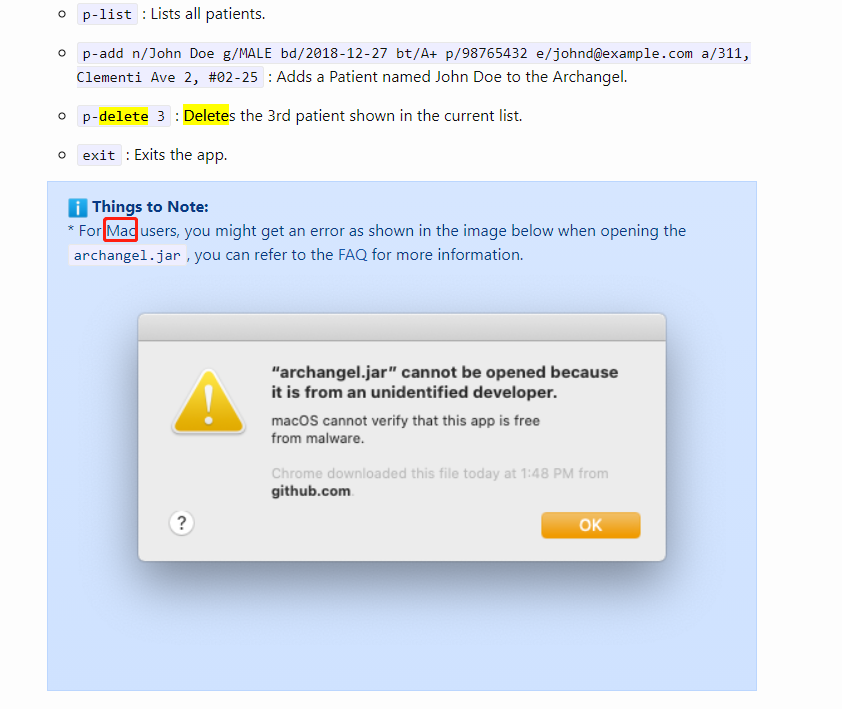 p-list : Lists all patients.
p-add n/John Doe g/MALE bd/2018-12-27 bt/A+ p/98765432 e/johnd@example.com a/311,
Clementi Ave 2, #02-25 : Adds a Patient named John Doe to the Archangel.
p-delete 3 : Deletes the 3rd patient shown in the current list.
exit : Exits the app.
i Things to Note:
* For Mac users, you might get an error as shown in the image below when opening the
archangel.jar , you can refer to the FAQ for more information.
“archangel.jar” cannot be opened because
it is from an unidentified developer.
macOS cannot verify that this app is free
from malware.
Chrome downloaded this file today at 1:48 PM from
github.com.
?
OK